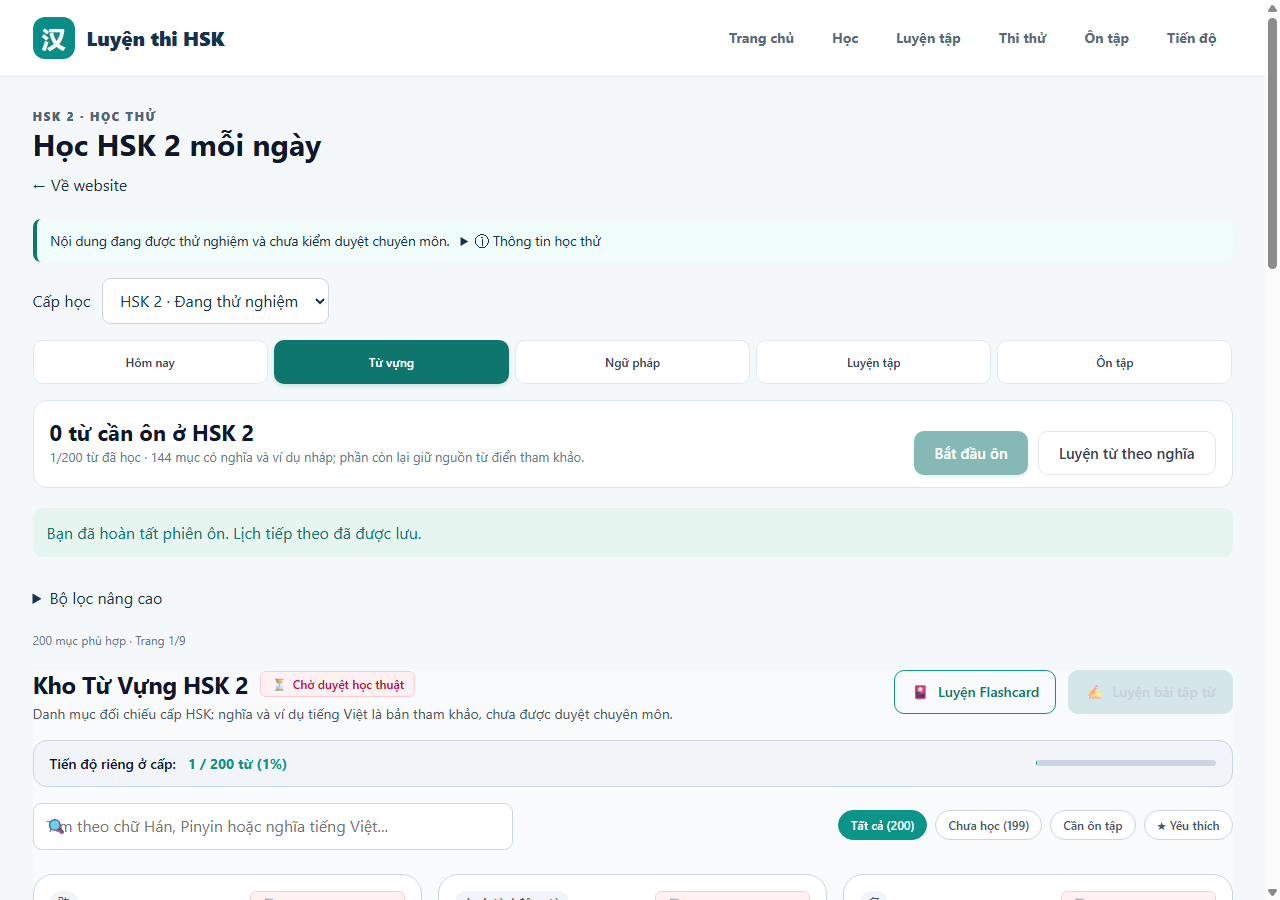 汉 Luyện thi HSK
Trang chủ Học Luyện tập Thi thử Ôn tập Tiến độ
HSK 2 · HỌC THỬ
Học HSK 2 mỗi ngày
← Về website
Nội dung đang được thử nghiệm và chưa kiểm duyệt chuyên môn. ▶ ⓘ Thông tin học thử
Cấp học HSK 2 · Đang thử nghiệm
Hôm nay Từ vựng Ngữ pháp Luyện tập Ôn tập
0 từ cần ôn ở HSK 2
1/200 từ đã học · 144 mục có nghĩa và ví dụ nháp; phần còn lại giữ nguồn từ điển tham khảo.
Bắt đầu ôn Luyện từ theo nghĩa
Bạn đã hoàn tất phiên ôn. Lịch tiếp theo đã được lưu.
▶ Bộ lọc nâng cao
200 mục phù hợp · Trang 1/9
Kho Từ Vựng HSK 2 ⏳ Chờ duyệt học thuật
Danh mục đối chiếu cấp HSK; nghĩa và ví dụ tiếng Việt là bản tham khảo, chưa được duyệt chuyên môn.
🎴 Luyện Flashcard ✍️ Luyện bài tập từ
Tiến độ riêng ở cấp: 1 / 200 từ (1%)
🔍 Tìm theo chữ Hán, Pinyin hoặc nghĩa tiếng Việt...
Tất cả (200) Chưa học (199) Cần ôn tập ★ Yêu thích